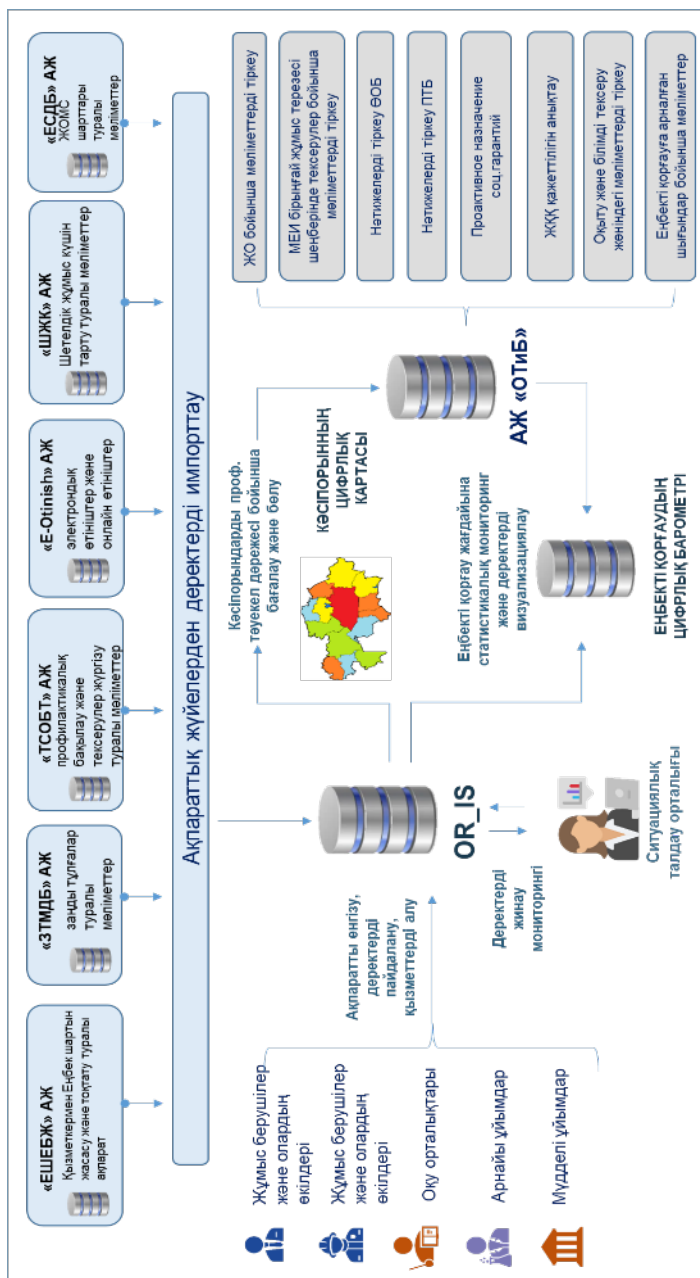 «ЕШЕБЖ» АЖ
Қызметкермен Еңбек шартын
жасасу және тоқтату туралы
ақпарат
«ЗТМДБ» АЖ
заңды тұлғалар
туралы
мәліметтер
«ТСОБТ» АЖ
профилактикалық
бақылау және
тексерулер жүргізу
туралы мәліметтер
«E-Otinish» АЖ
электрондық
өтініштер және
онлайн өтініштер
«ШЖК» АЖ
Шетелдік жұмыс күшін
тарту туралы мәліметтер
«ЕСДБ» АЖ
ЖОМС
шарттары
туралы
мәліметтер
Ақпараттық жүйелерден деректерді импорттау
Жұмыс берушілер
және олардың
өкілдері
Жұмыс берушілер
және олардың
өкілдері
Оқу орталықтары
Арнайы ұйымдар
Мүдделі ұйымдар
Ақпаратты енгізу,
деректерді
пайдалану,
қызметтерді алу
OR_IS
Деректерді
жинау
мониторингі
Ситуациялық
талдау орталығы
Кәсіпорындарды проф.
тәуекел дәрежесі бойынша
бағалау және бөлу
КӘСІПОРЫННЫҢ
ЦИФРЛЫҚ
КАРТАСЫ
Еңбекті қорғау жағдайына
статистикалық мониторинг
және деректерді
визуализациялау
АЖ «ОТиБ»
ЕҢБЕКТІ ҚОРҒАУДЫҢ
ЦИФРЛЫҚ БАРОМЕТРІ
ЖО бойынша мәліметтерді тіркеу
МЕИ бірыңғай жұмыс терезесі
шеңберінде тексерулер бойынша
мәліметтерді тіркеу
Нәтижелерді тіркеу ӨОБ
Нәтижелерді тіркеу ПТБ
Проактивное назначение
соц.гарантий
ЖҚҚ қажеттілігін анықтау
Оқыту және білімді тексеру
жөніндегі мәліметтерді тіркеу
Еңбекті қорғауға арналған
шығындар бойынша мәліметтер